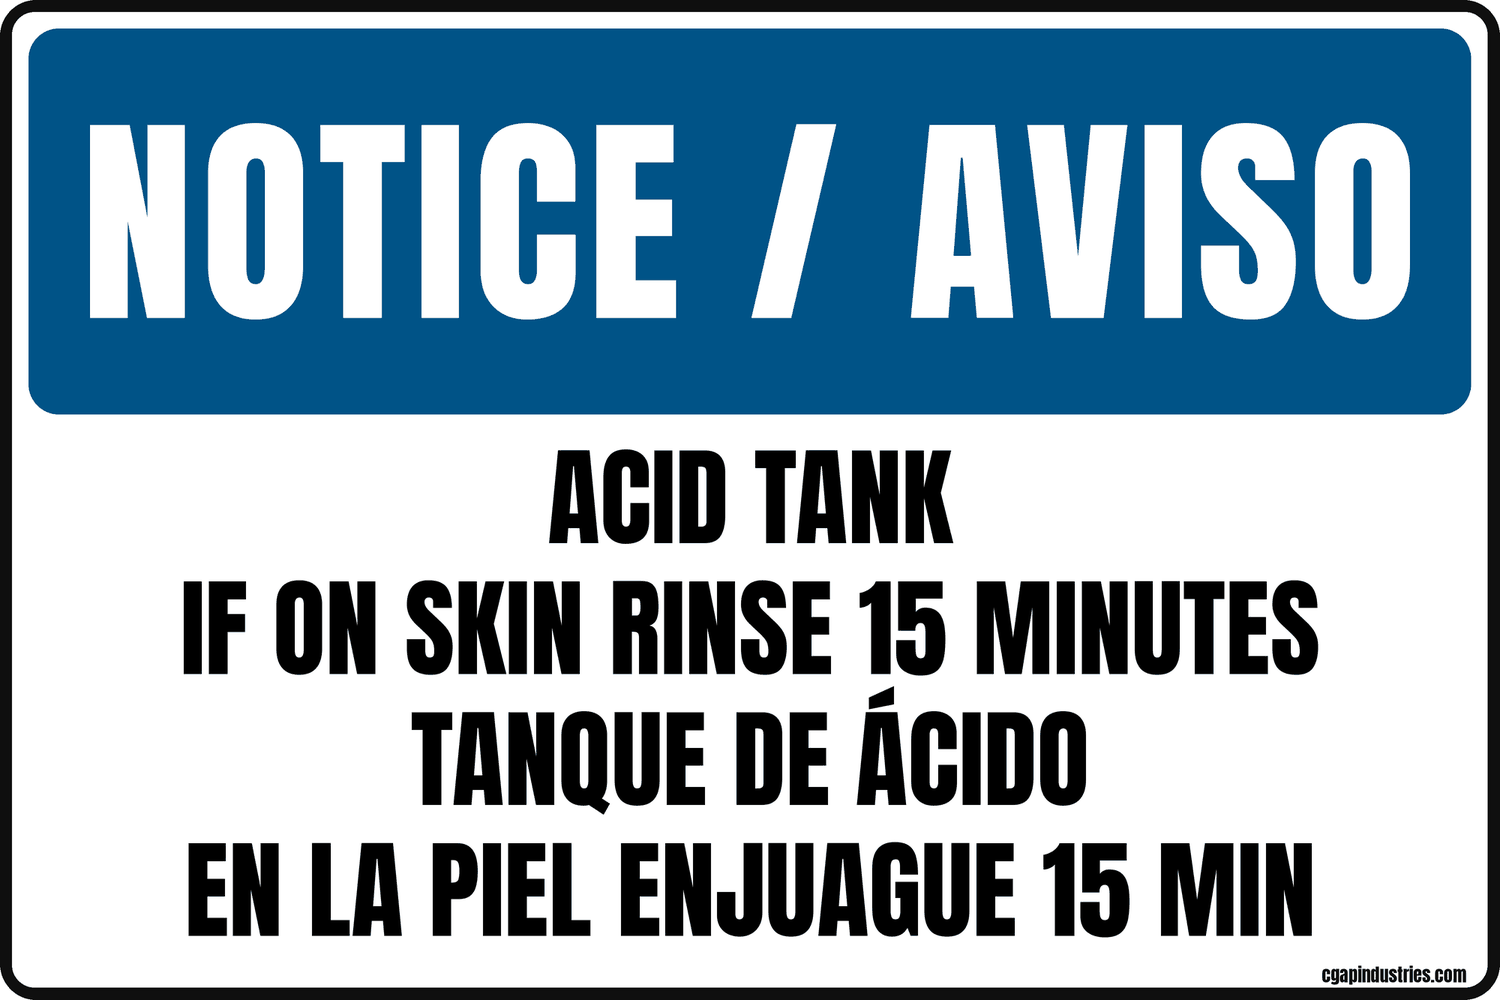 NOTICE / AVISO
ACID TANK
IF ON SKIN RINSE 15 MINUTES
TANQUE DE ÁCIDO
EN LA PIEL ENJUAGUE 15 MIN
cgapindustries.com